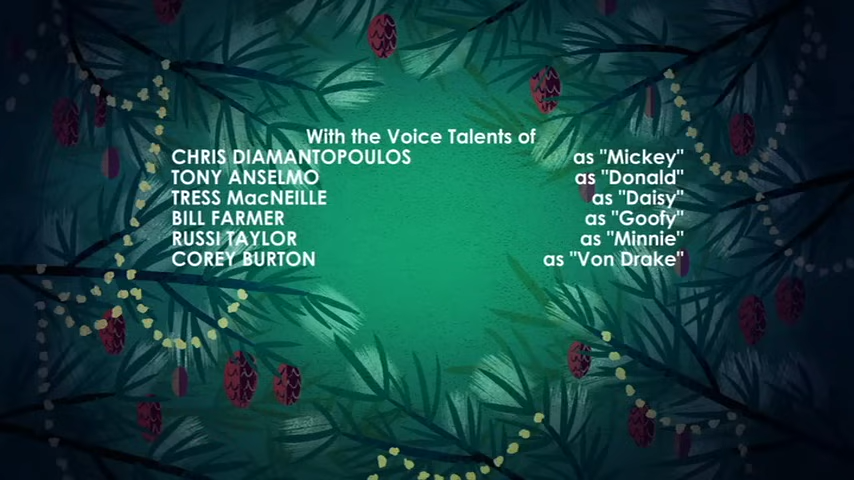 With the Voice Talents of
CHRIS DIAMANTOPOULOS as "Mickey"
TONY ANSELMO as "Donald"
TRESS MacNEILLE as "Daisy"
BILL FARMER as "Goofy"
RUSSI TAYLOR as "Minnie"
COREY BURTON as "Von Drake"